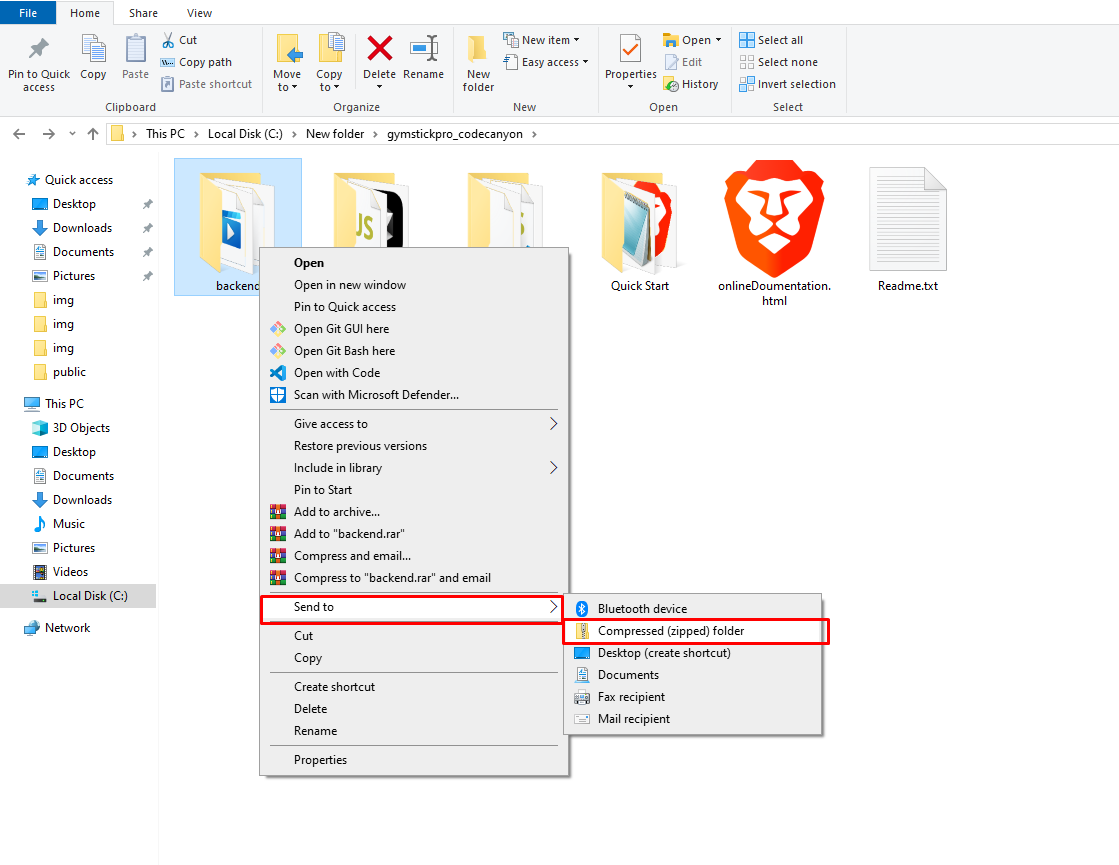 File
Home
Share
View
Pin to Quick
access
Copy
Paste
Cut
Copy path
Paste shortcut
Clipboard
Move
to
Copy
to
Delete
Rename
Organize
New
folder
New item
Easy access
New
Properties
Open
Edit
History
Open
Select all
Select none
Invert selection
Select
This PC
Local Disk (C:)
New folder
gymstickpro_codecanyon
Quick access
Desktop
Downloads
Documents
Pictures
img
img
img
public
This PC
3D Objects
Desktop
Documents
Downloads
Music
Pictures
Videos
Local Disk (C:)
Network
JS
backend
Quick Start
onlineDoumentation.
html
Readme.txt
Open
Open in new window
Pin to Quick access
Open Git GUI here
Open Git Bash here
Open with Code
Scan with Microsoft Defender...
Give access to
Restore previous versions
Include in library
Pin to Start
Add to archive...
Add to "backend.rar"
Compress and email...
Compress to "backend.rar" and email
Send to
Cut
Copy
Create shortcut
Delete
Rename
Properties
Bluetooth device
Compressed (zipped) folder
Desktop (create shortcut)
Documents
Fax recipient
Mail recipient